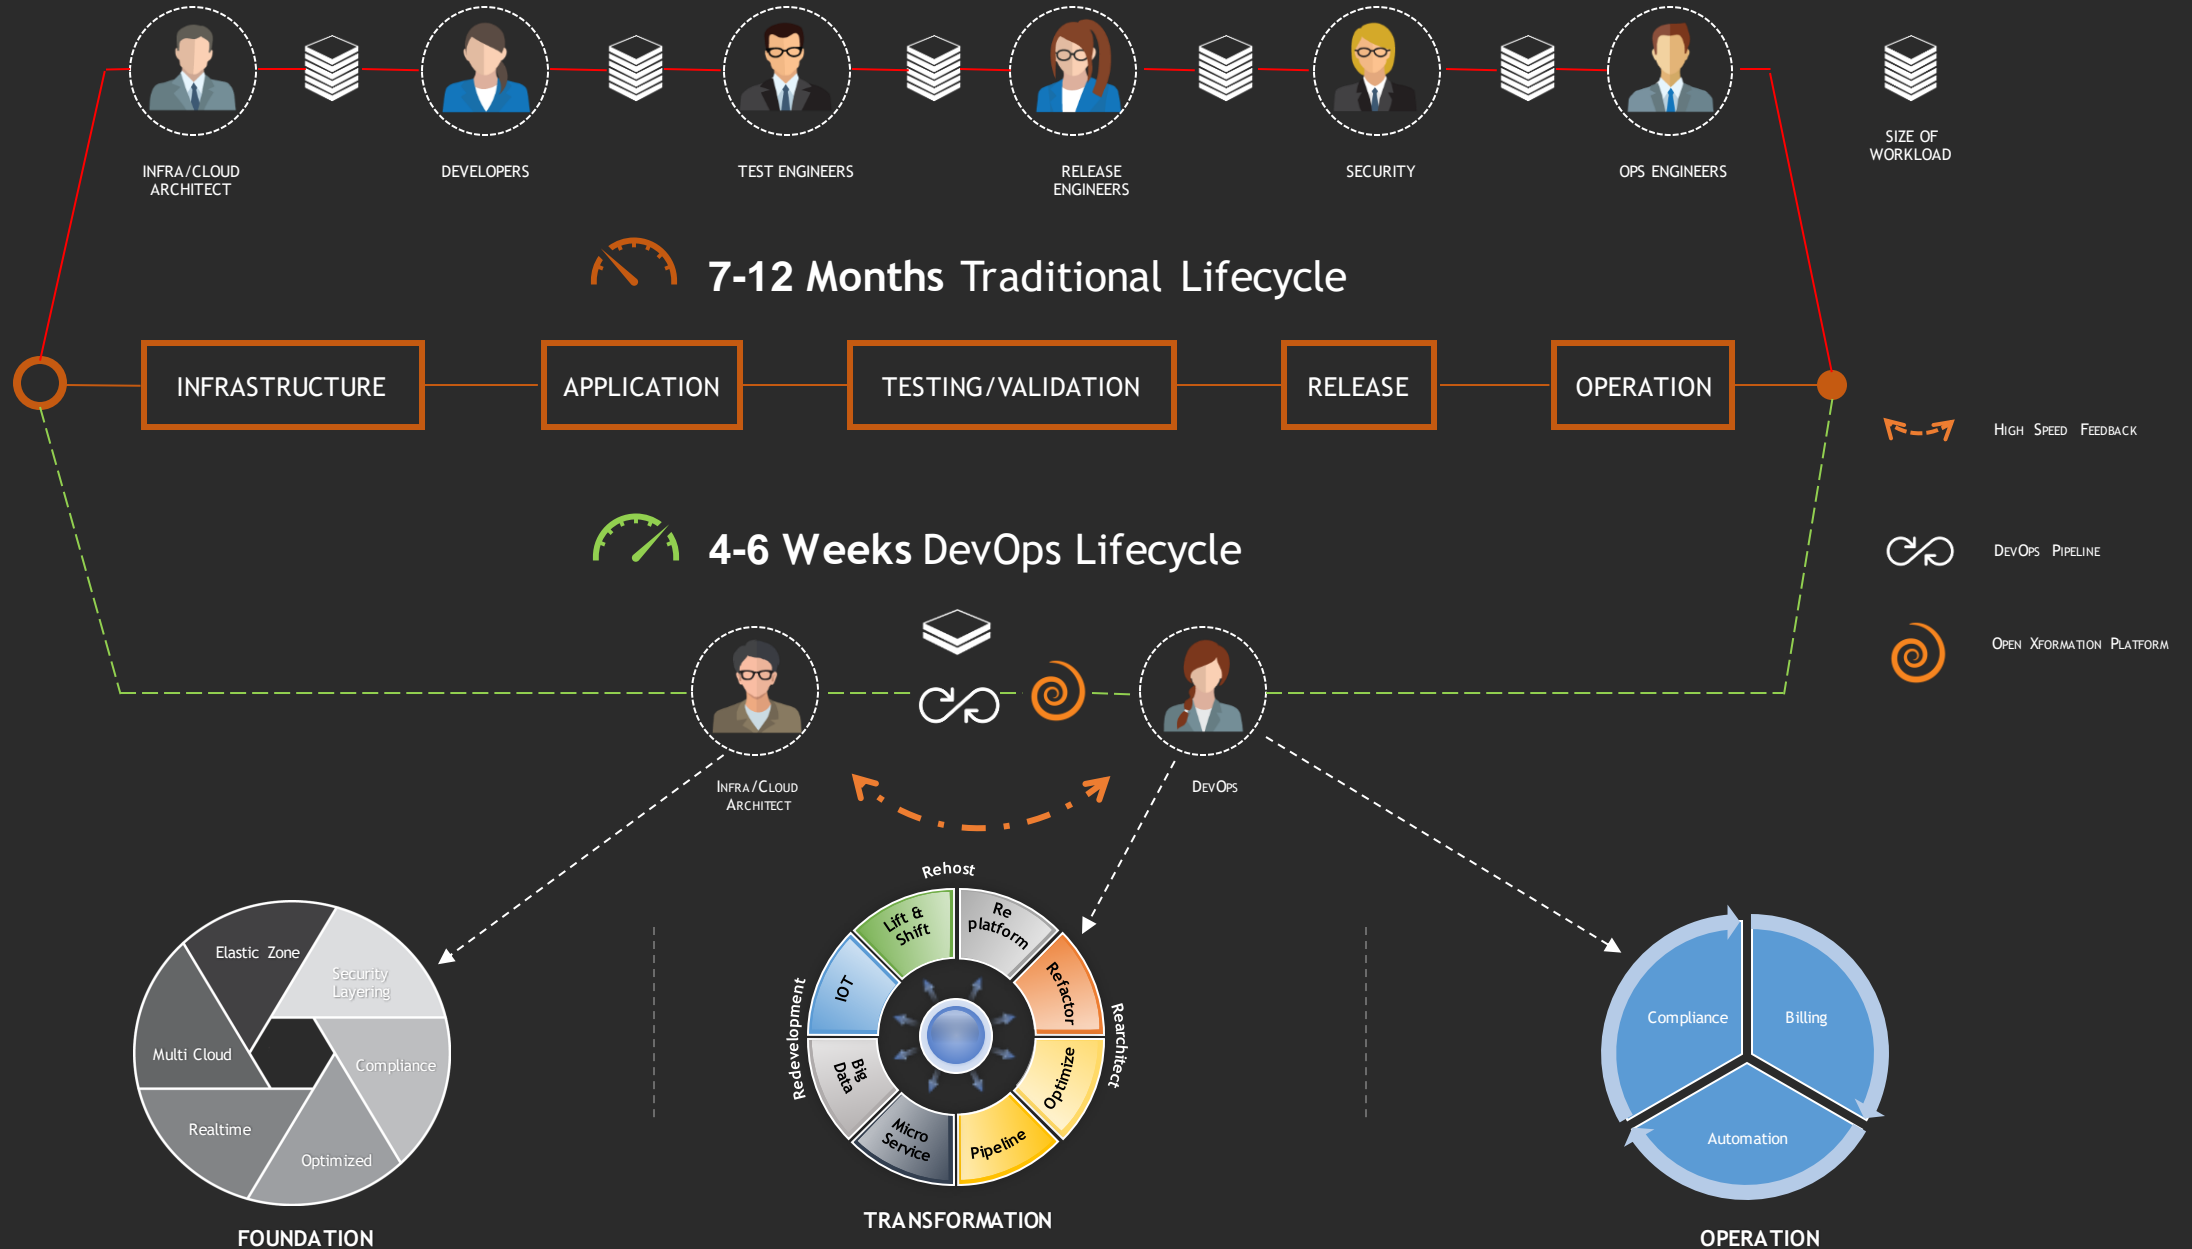 INFRA/CLOUD
ARCHITECT
DEVELOPERS
TEST ENGINEERS
RELEASE
ENGINEERS
SECURITY
OPS ENGINEERS
SIZE OF
WORKLOAD
7-12 Months Traditional Lifecycle
INFRASTRUCTURE
APPLICATION
TESTING/VALIDATION
RELEASE
OPERATION
High Speed Feedback
4-6 Weeks DevOps Lifecycle
DevOps Pipeline
Open Xformation Platform
Infra/Cloud
Architect
DevOps
Elastic Zone
Security
Layering
Multi Cloud
Compliance
Realtime
Optimized
FOUNDATION
Rehost
Lift &
Shift
Re
platform
IOT
Refactor
Redevelopment
Rearchitect
Big
Data
Optimize
Micro
Service
Pipeline
TRANSFORMATION
Compliance
Billing
Automation
OPERATION